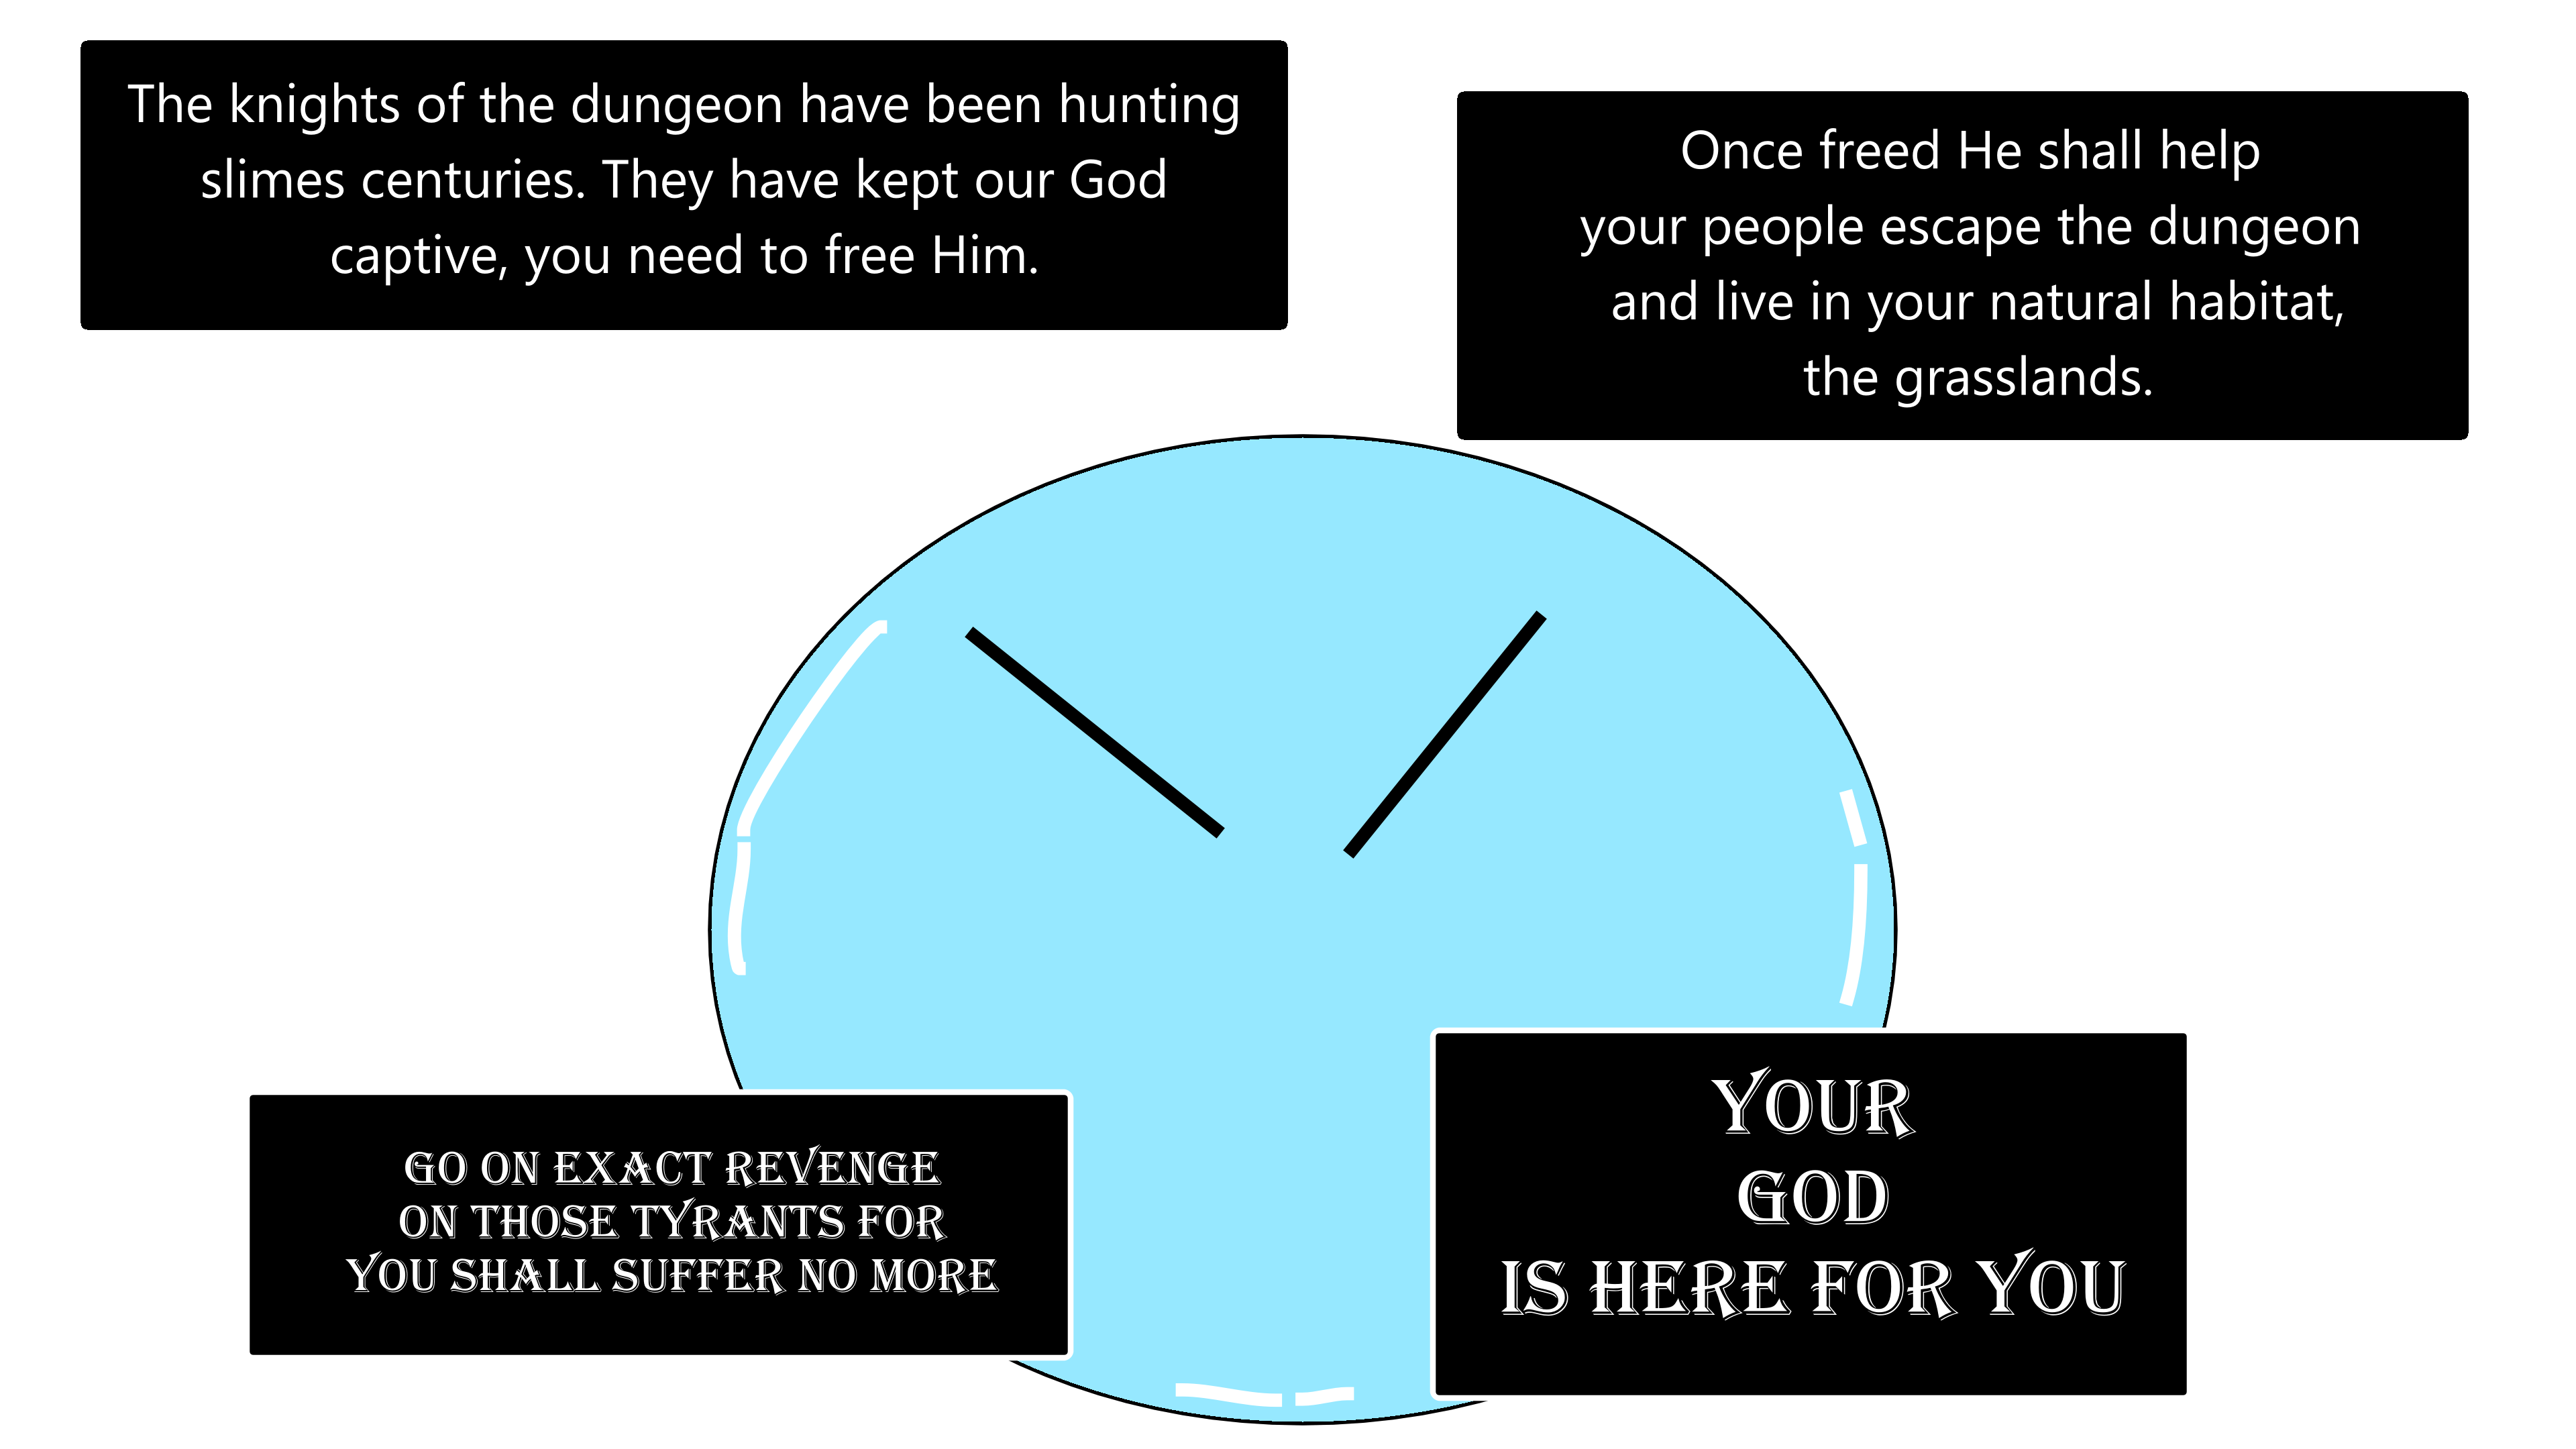 The knights of the dungeon have been hunting
slimes centuries. They have kept our God
captive, you need to free Him.
Once freed He shall help
your people escape the dungeon
and live in your natural habitat,
the grasslands.
GO ON EXACT REVENGE
ON THOSE TYRANTS FOR
YOU SHALL SUFFER NO MORE
YOUR
GOD
IS HERE FOR YOU